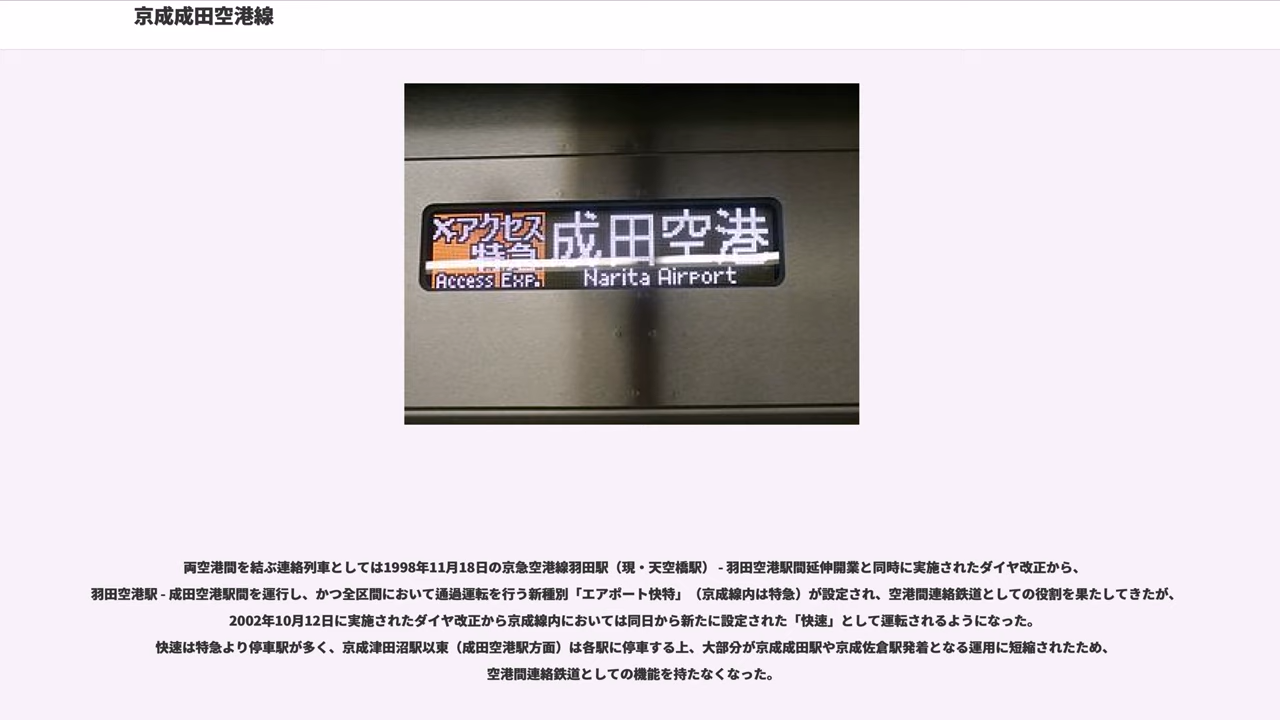 京成成田空港線
アクセス 成田空港
特急
Access Exp. Narita Airport
両空港間を結ぶ連絡列車としては1998年11月18日の京急空港線羽田駅（現・天空橋駅） - 羽田空港駅間延伸開業と同時に実施されたダイヤ改正から、
羽田空港駅 - 成田空港駅間を運行し、かつ全区間において通過運転を行う新種別「エアポート快特」（京成線内は特急）が設定され、空港間連絡鉄道としての役割を果たしてきたが、
2002年10月12日に実施されたダイヤ改正から京成線内においては同日から新たに設定された「快速」として運転されるようになった。
快速は特急より停車駅が多く、京成津田沼駅以東（成田空港駅方面）は各駅に停車する上、大部分が京成成田駅や京成佐倉駅発着となる運用に短縮されたため、
空港間連絡鉄道としての機能を持たなくなった。